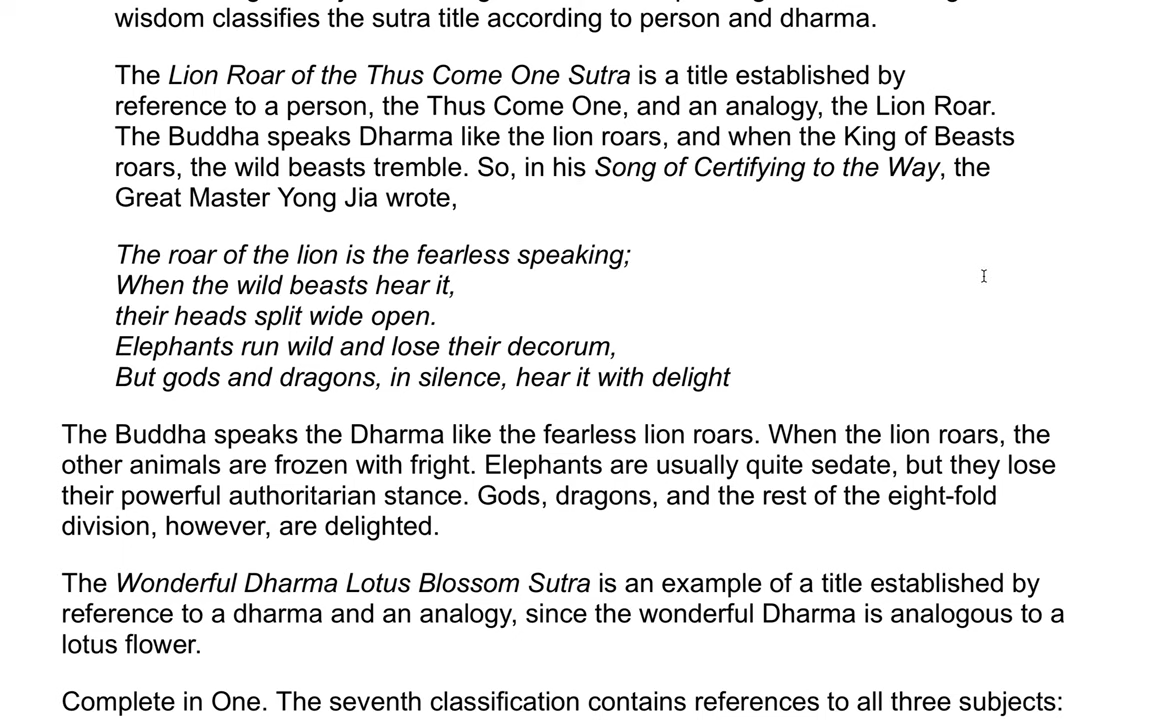 wisdom classifies the sutra title according to person and dharma.
The Lion Roar of the Thus Come One Sutra is a title established by
reference to a person, the Thus Come One, and an analogy, the Lion Roar.
The Buddha speaks Dharma like the lion roars, and when the King of Beasts
roars, the wild beasts tremble. So, in his Song of Certifying to the Way, the
Great Master Yong Jia wrote,
The roar of the lion is the fearless speaking;
When the wild beasts hear it,
their heads split wide open.
Elephants run wild and lose their decorum,
But gods and dragons, in silence, hear it with delight
The Buddha speaks the Dharma like the fearless lion roars. When the lion roars, the
other animals are frozen with fright. Elephants are usually quite sedate, but they lose
their powerful authoritarian stance. Gods, dragons, and the rest of the eight-fold
division, however, are delighted.
The Wonderful Dharma Lotus Blossom Sutra is an example of a title established by
reference to a dharma and an analogy, since the wonderful Dharma is analogous to a
lotus flower.
Complete in One. The seventh classification contains references to all three subjects: